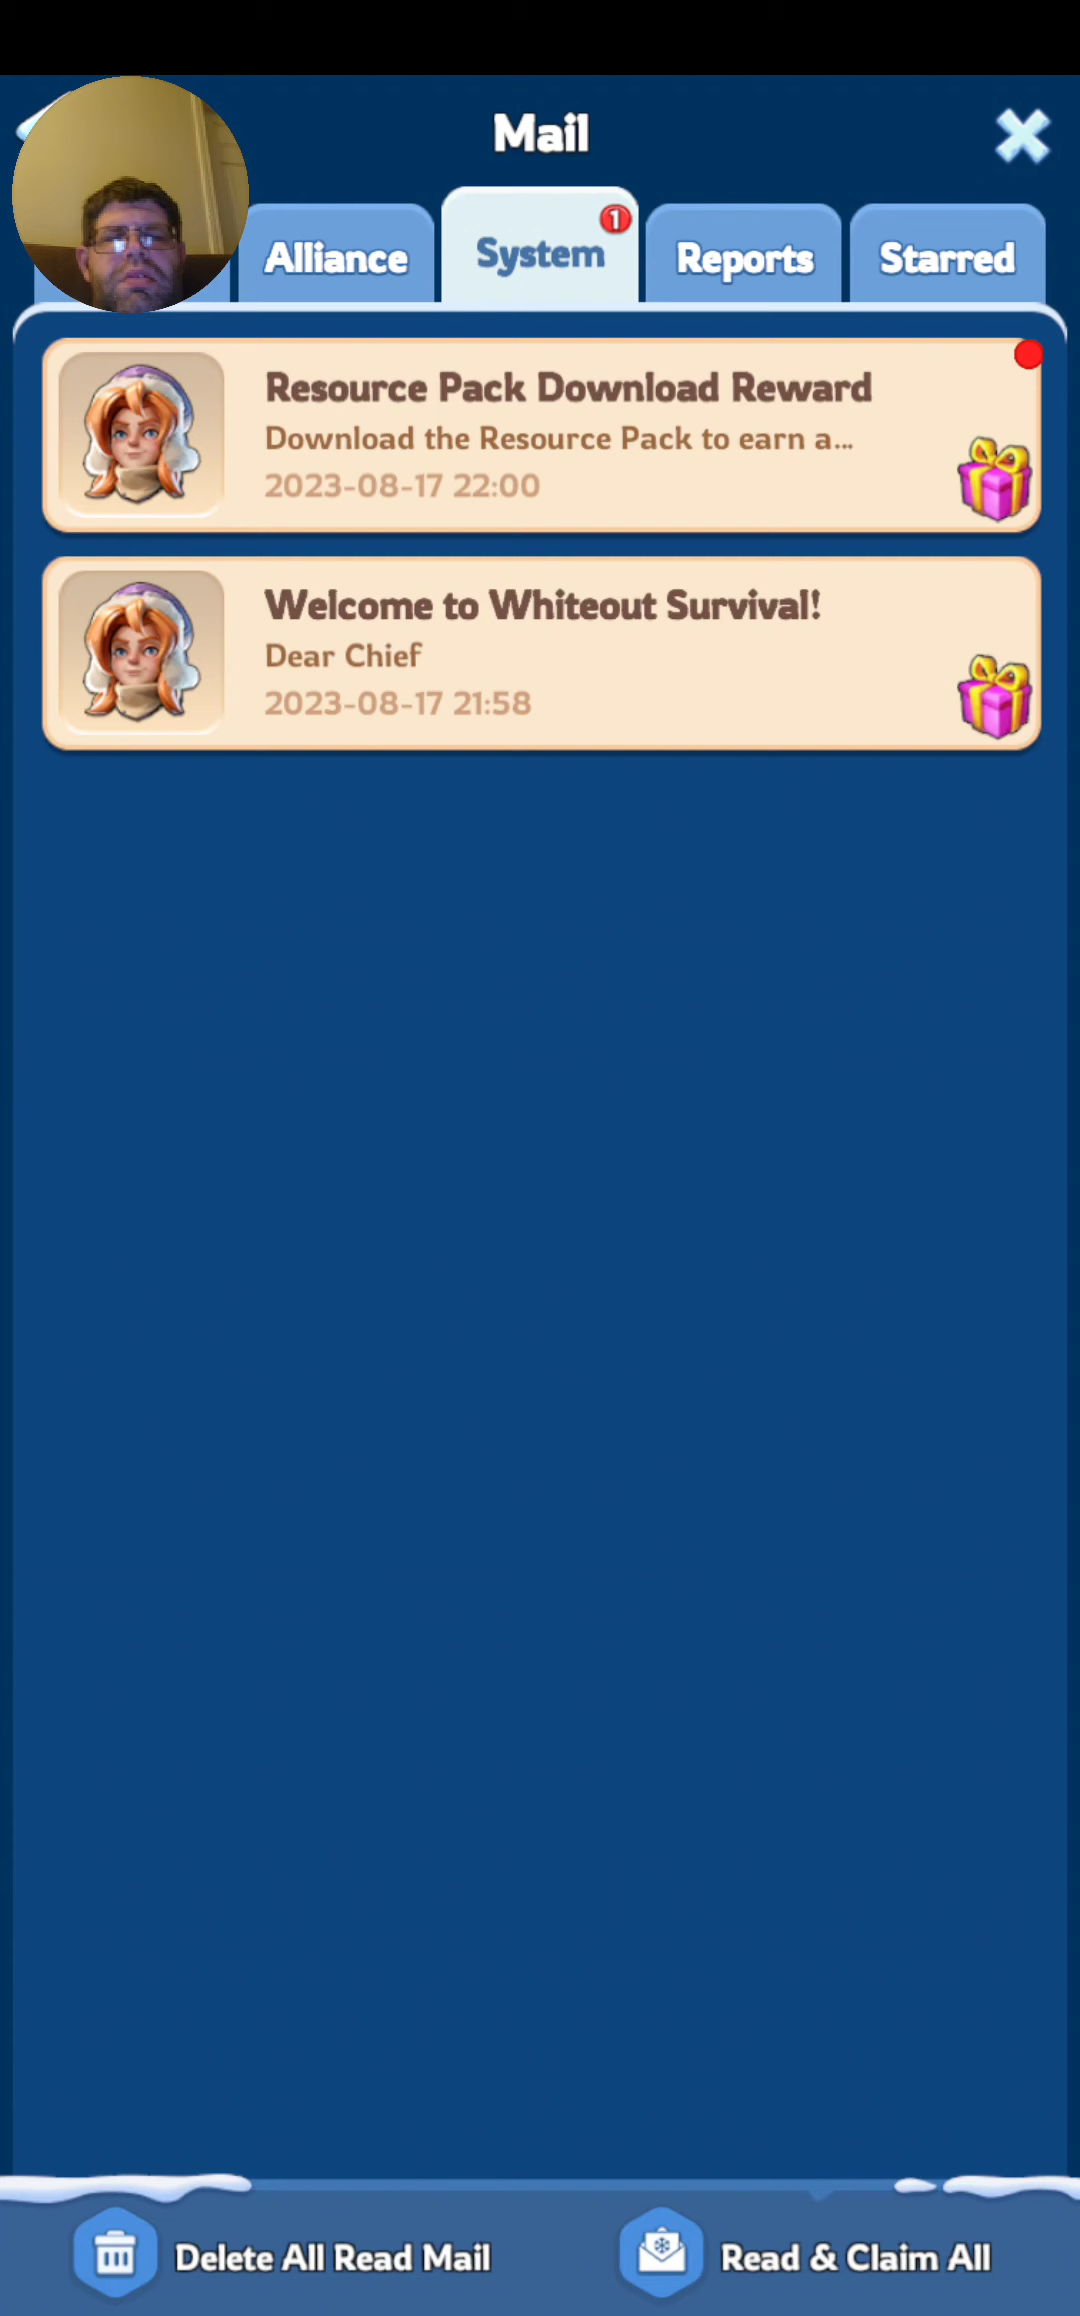 Mail
Alliance
System
1
Reports
Starred
Resource Pack Download Reward
Download the Resource Pack to earn a...
2023-08-17 22:00
Welcome to Whiteout Survival!
Dear Chief
2023-08-17 21:58
Delete All Read Mail
Read & Claim All